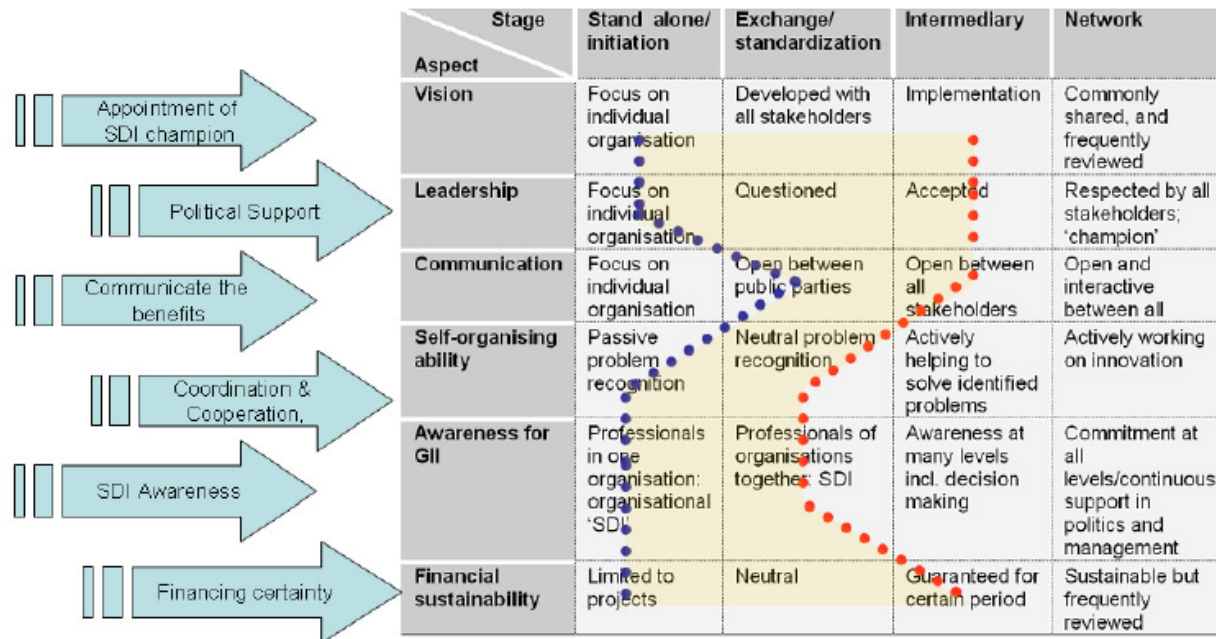 Appointment of
SDI champion
Political Support
Communicate the
benefits
Coordination &
Cooperation,
SDI Awareness
Financing certainty
Stage
Aspect
Stand alone/
initiation
Exchange/
standardization
Intermediary
Network
Vision
Focus on
individual
organisation
Developed with
all stakeholders
Implementation
Commonly
shared, and
frequently
reviewed
Leadership
Focus on
individual
organisation
Questioned
Accepted
Respected by all
stakeholders;
‘champion’
Communication
Focus on
individual
organisation
Open between
public parties
Open between
all
stakeholders
Open and
interactive
between all
Self-organising
ability
Passive
problem
recognition
Neutral problem
recognition
Actively
helping to
solve identified
problems
Actively working
on innovation
Awareness for
GII
Professionals
in one
organisation:
organisational
‘SDI’
Professionals of
organisations
together: SDI
Awareness at
many levels
incl. decision
making
Commitment at
all
levels/continuous
support in
politics and
management
Financial
sustainability
Limited to
projects
Neutral
Guaranteed for
certain period
Sustainable but
frequently
reviewed